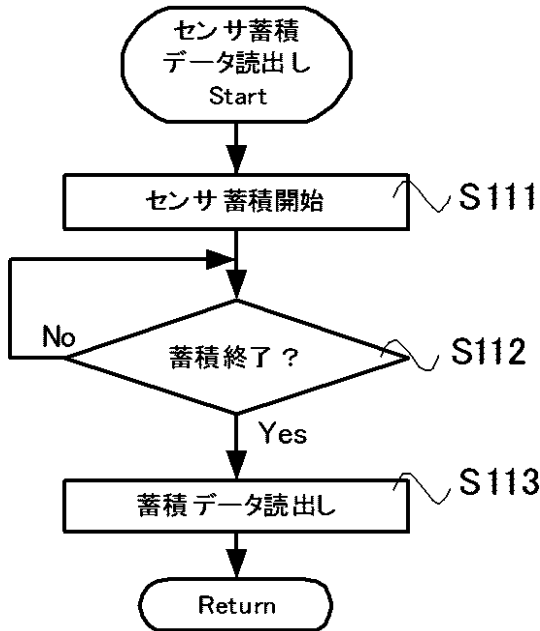 センサ蓄積
データ読出し
Start
センサ蓄積開始
S111
No
蓄積終了？
S112
Yes
S113
蓄積データ読出し
Return